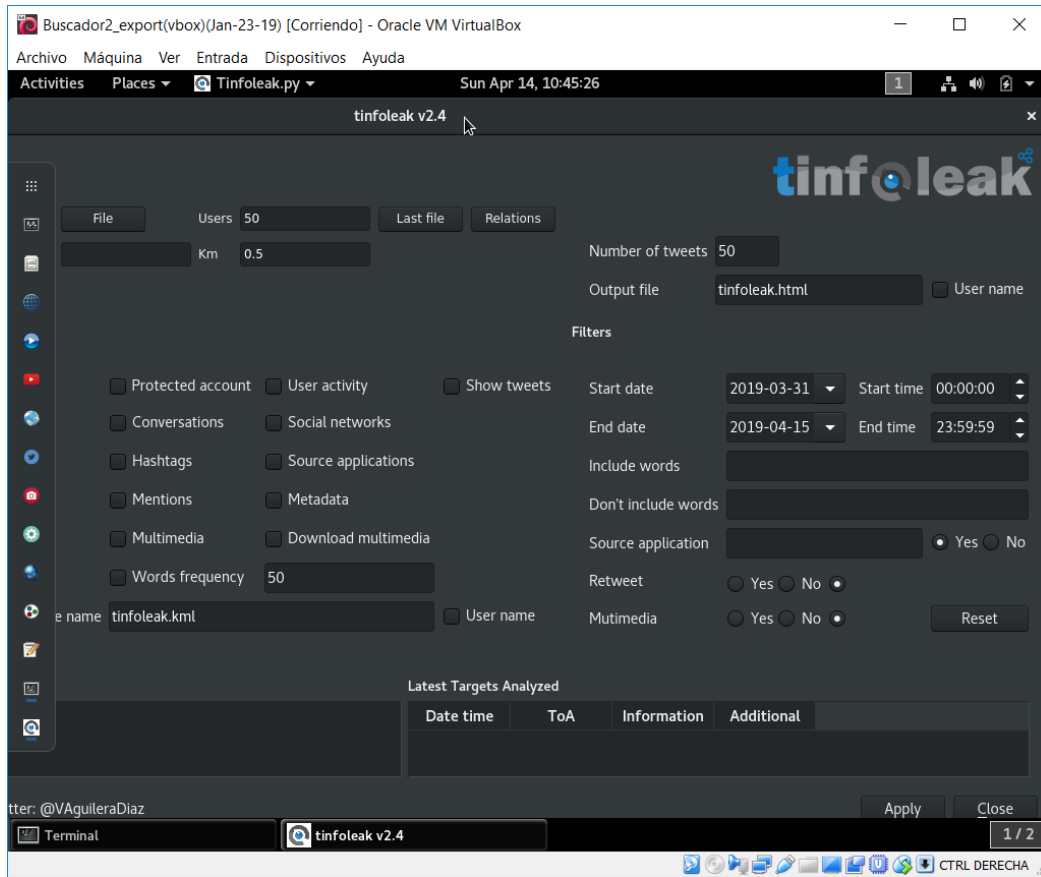 Buscador2_export(vbox)(Jan-23-19) [Corriendo] - Oracle VM VirtualBox
Archivo Máquina Ver Entrada Dispositivos Ayuda
Activities Places Tinfoleak.py Sun Apr 14, 10:45:26 1
tinfoleak v2.4
tinfoleak
File Users 50 Last file Relations
Km 0.5
Number of tweets 50
Output file tinfoleak.html User name
Filters
Protected account User activity Show tweets
Start date 2019-03-31 Start time 00:00:00
Conversations Social networks
End date 2019-04-15 End time 23:59:59
Hashtags Source applications
Include words
Mentions Metadata
Don't include words
Multimedia Download multimedia
Source application Yes No
Words frequency 50
Retweet Yes No
e name tinfoleak.kml User name
Mutimedia Yes No Reset
Latest Targets Analyzed
Date time ToA Information Additional
tter: @VAguileraDiaz
Apply Close
Terminal tinfoleak v2.4 1 / 2
CTRL DERECHA